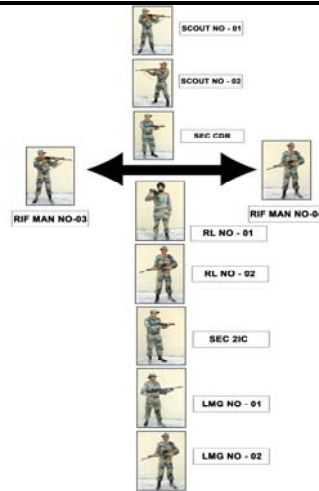 SCOUT NO - 01
SCOUT NO - 02
SEC CDR
RIF MAN NO-03
RIF MAN NO-04
RL NO - 01
RL NO - 02
SEC 2IC
LMG NO - 01
LMG NO - 02